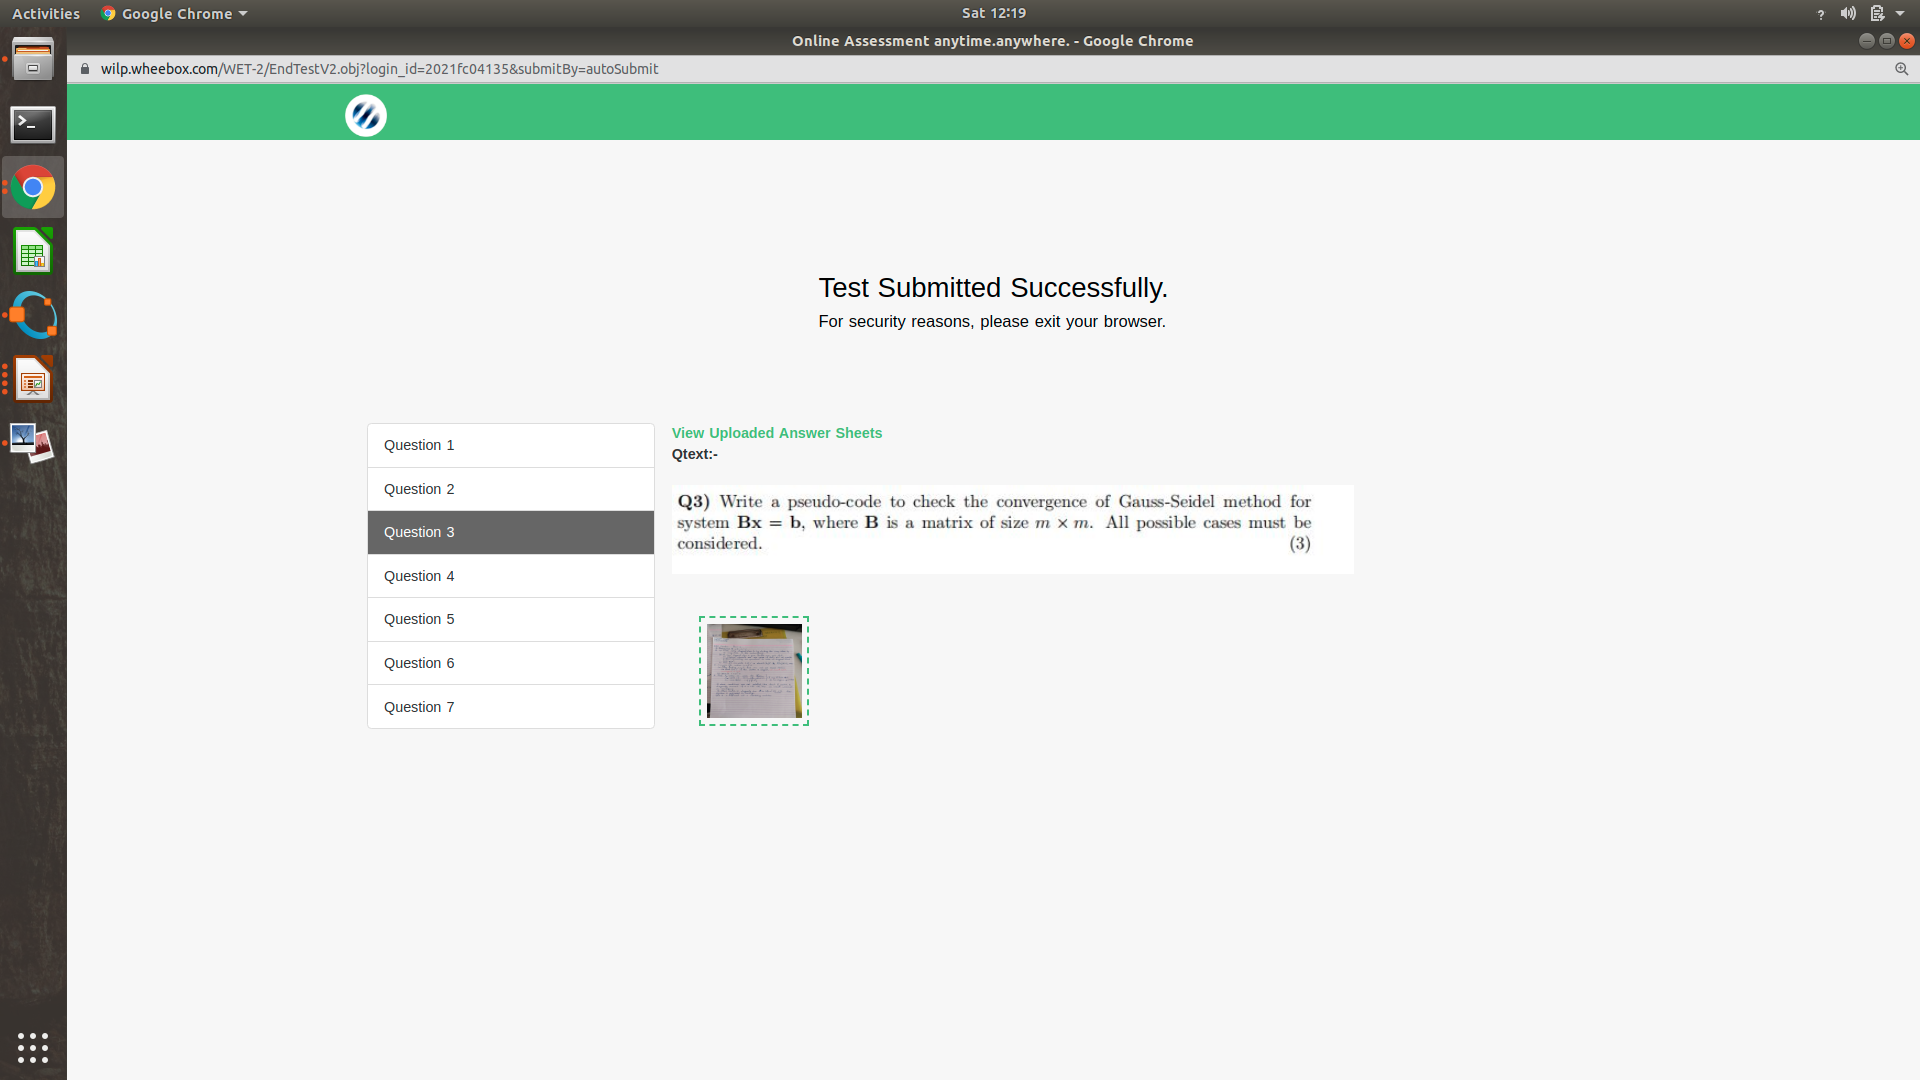 Activities
Google Chrome
Sat 12:19
?
Online Assessment anytime.anywhere. - Google Chrome
wilp.wheebox.com/WET-2/EndTestV2.obj?login_id=2021fc04135&submitBy=autoSubmit
Test Submitted Successfully.
For security reasons, please exit your browser.
Question 1
Question 2
Question 3
Question 4
Question 5
Question 6
Question 7
View Uploaded Answer Sheets
Qtext:-
Q3) Write a pseudo-code to check the convergence of Gauss-Seidel method for
system Bx = b, where B is a matrix of size m × m. All possible cases must be
considered. (3)